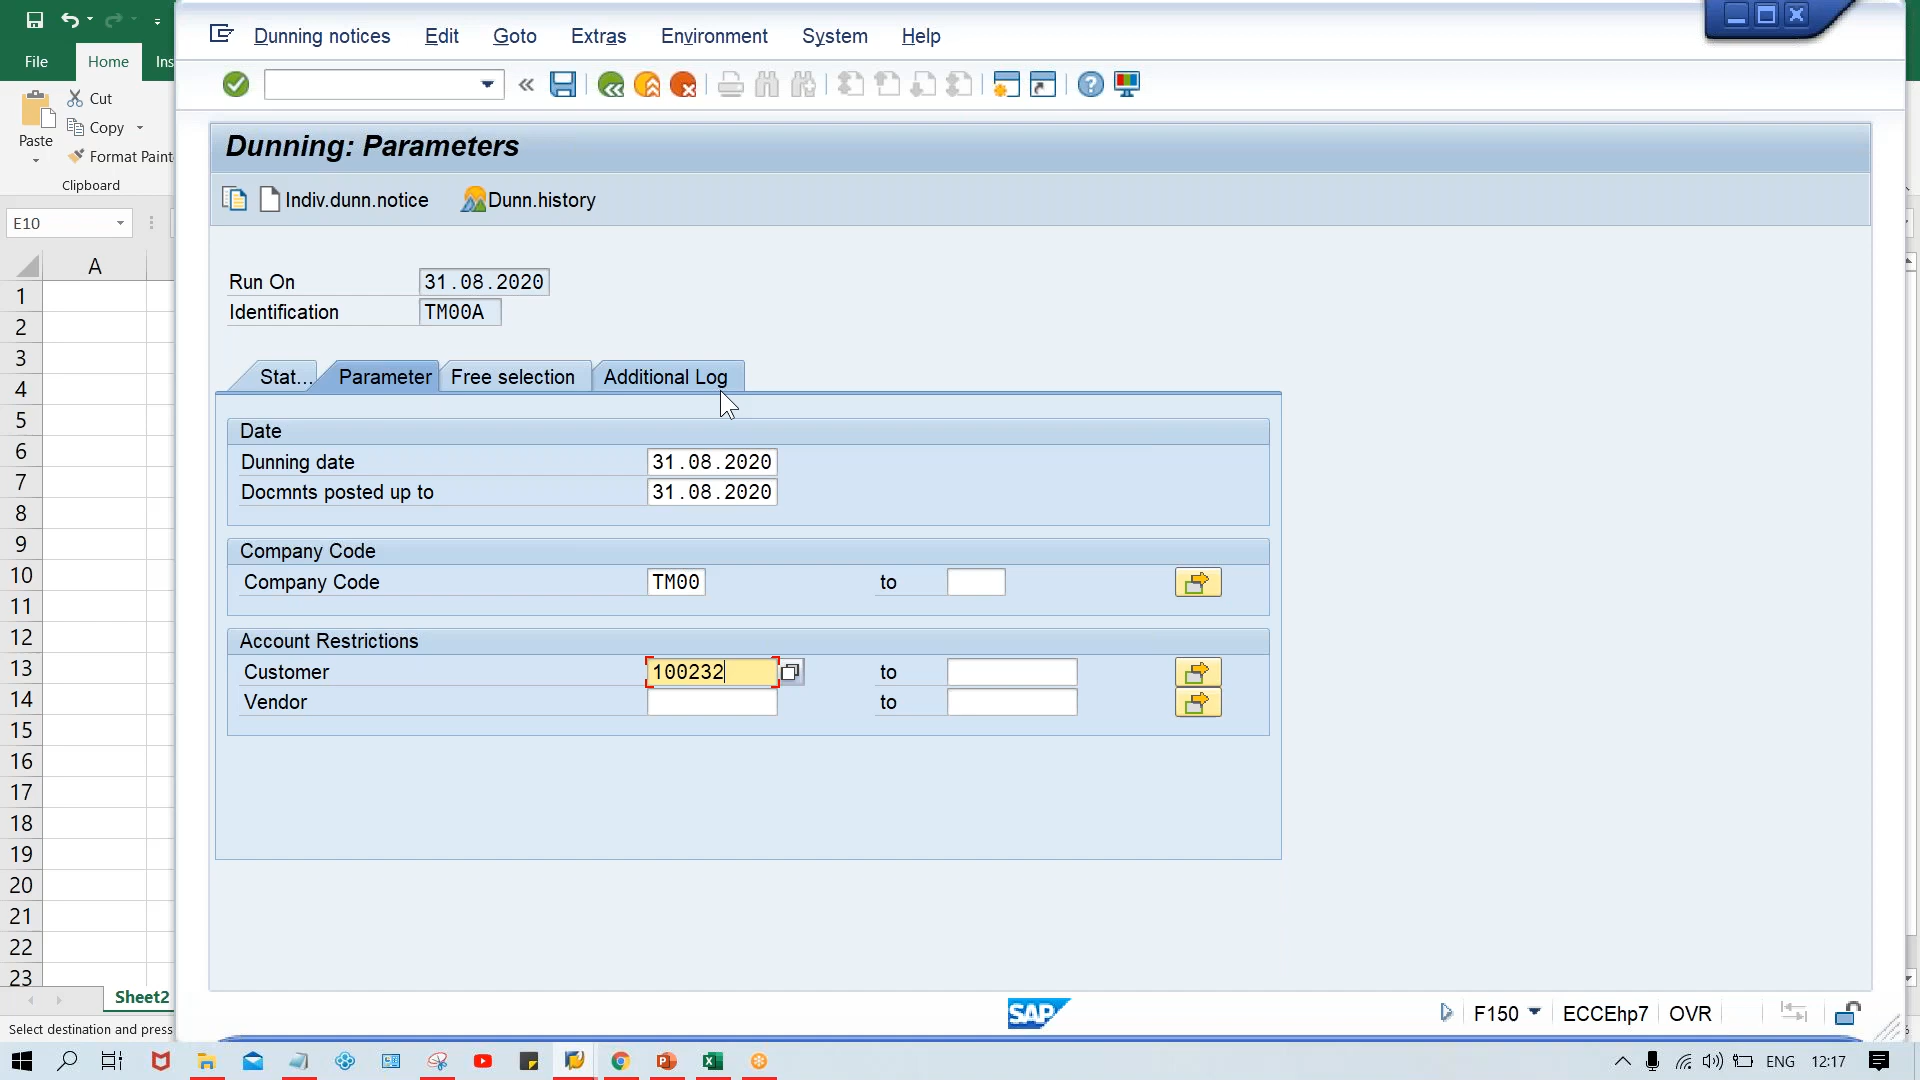 Dunning notices Edit Goto Extras Environment System Help
File Home Ins
Cut
Copy
Paste
Format Paint
Clipboard
E10
Dunning: Parameters
Indiv.dunn.notice Dunn.history
A
1
2
3
4
5
6
7
8
9
10
11
12
13
14
15
16
17
18
19
20
21
22
23
Run On 31.08.2020
Identification TM00A
Stat... Parameter Free selection Additional Log
Date
Dunning date 31.08.2020
Docmnts posted up to 31.08.2020
Company Code
Company Code TM00 to
Account Restrictions
Customer 100232 to
Vendor to
Sheet2
SAP F150 ECCEhp7 OVR
Select destination and press
ENG 12:17